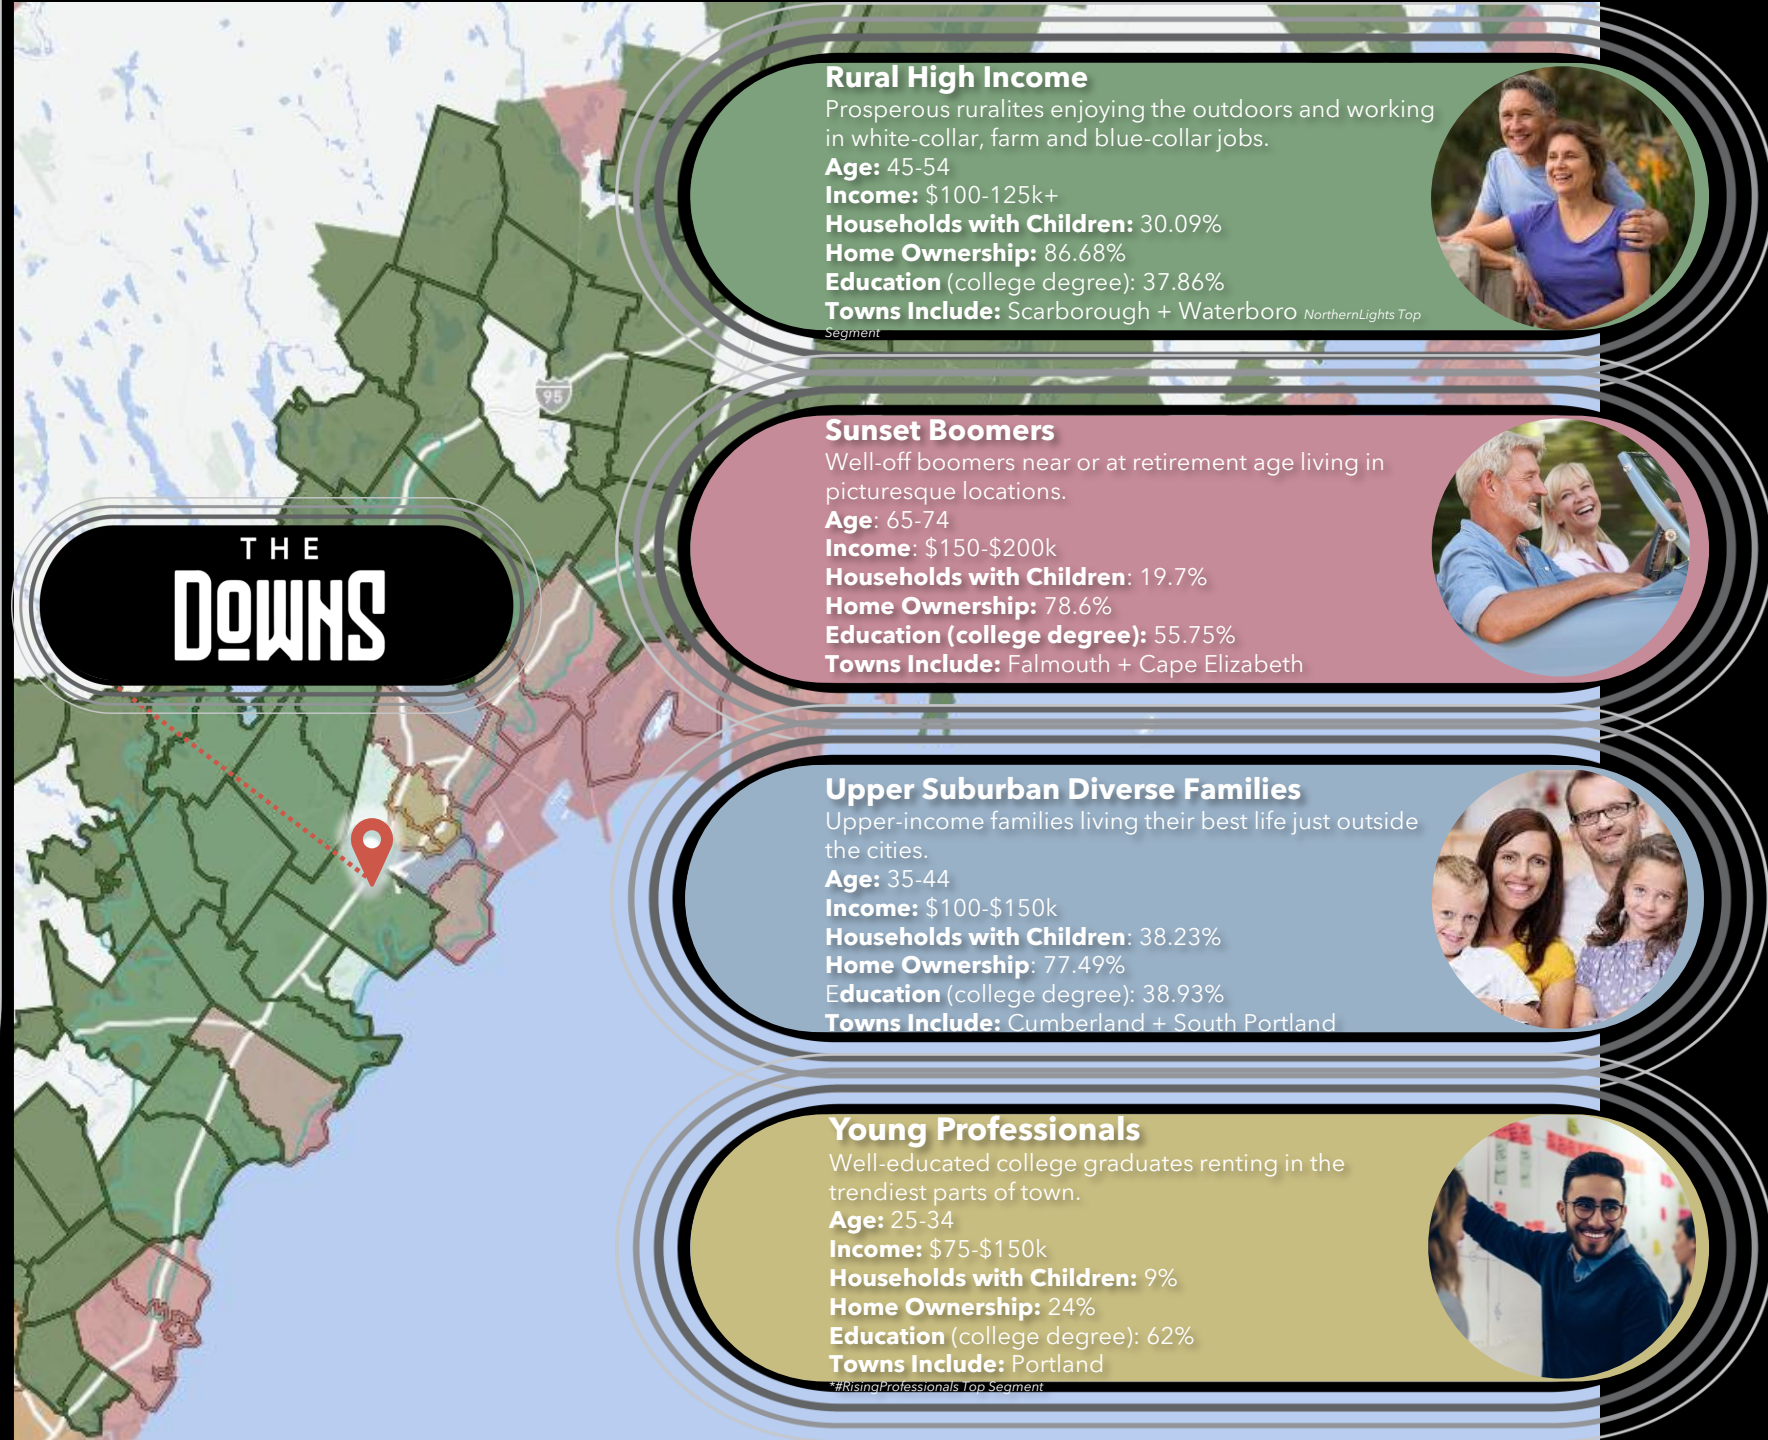 Rural High Income
Prosperous ruralites enjoying the outdoors and working
in white-collar, farm and blue-collar jobs.
Age: 45-54
Income: $100-125k+
Households with Children: 30.09%
Home Ownership: 86.68%
Education (college degree): 37.86%
Towns Include: Scarborough + Waterboro NorthernLights Top
Segment
95
Sunset Boomers
Well-off boomers near or at retirement age living in
picturesque locations.
Age: 65-74
Income: $150-$200k
Households with Children: 19.7%
Home Ownership: 78.6%
Education (college degree): 55.75%
Towns Include: Falmouth + Cape Elizabeth
THE
DOWNS
Upper Suburban Diverse Families
Upper-income families living their best life just outside
the cities.
Age: 35-44
Income: $100-$150k
Households with Children: 38.23%
Home Ownership: 77.49%
Education (college degree): 38.93%
Towns Include: Cumberland + South Portland
Young Professionals
Well-educated college graduates renting in the
trendiest parts of town.
Age: 25-34
Income: $75-$150k
Households with Children: 9%
Home Ownership: 24%
Education (college degree): 62%
Towns Include: Portland
*#RisingProfessionals Top Segment